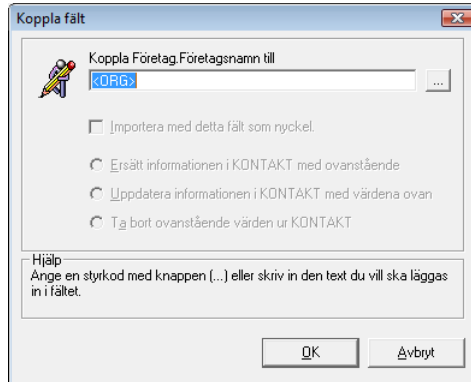 Koppla fält
Koppla Företag.Företagsnamn till
<ORG>
...
Importera med detta fält som nyckel.
Ersätt informationen i KONTAKT med ovanstående
Uppdatera informationen i KONTAKT med värdena ovan
Ta bort ovanstående värden ur KONTAKT
Hjälp
Ange en styrkod med knappen (...) eller skriv in den text du vill ska läggas
in i fältet.
OK
Avbryt